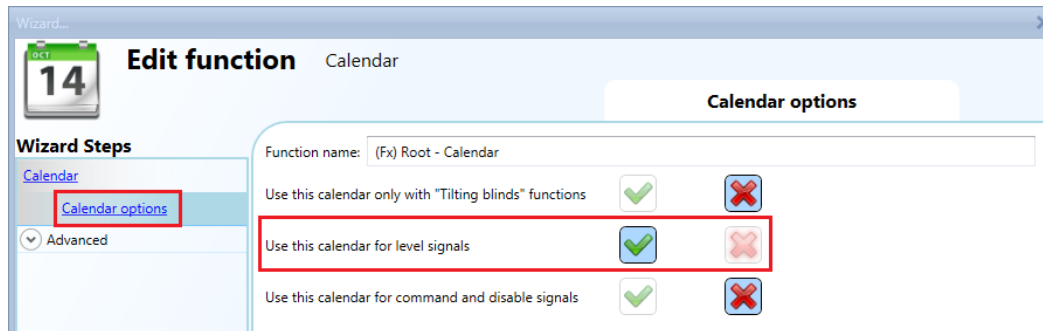 Wizard...
OCT
14
Edit function
Calendar
Calendar options
Wizard Steps
Calendar
Calendar options
Advanced
Function name: (Fx) Root - Calendar
Use this calendar only with "Tilting blinds" functions
Use this calendar for level signals
Use this calendar for command and disable signals